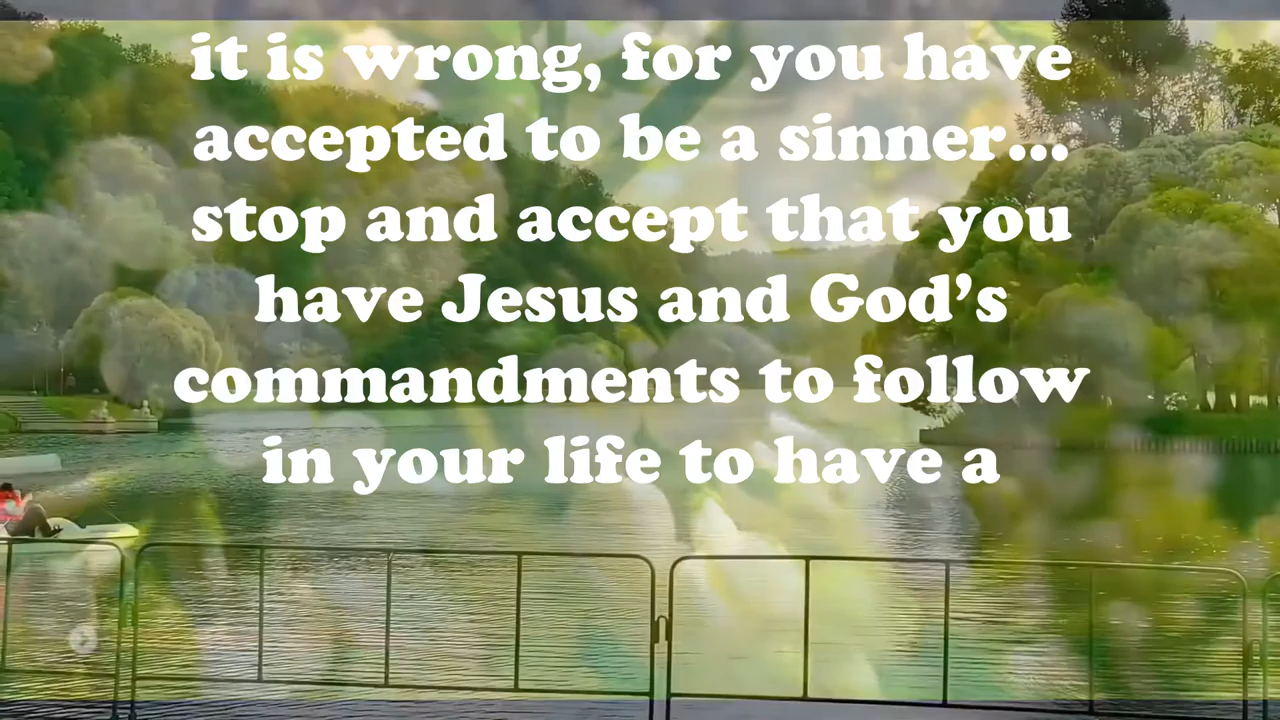 it is wrong, for you have
accepted to be a sinner...
stop and accept that you
have Jesus and God’s
commandments to follow
in your life to have a